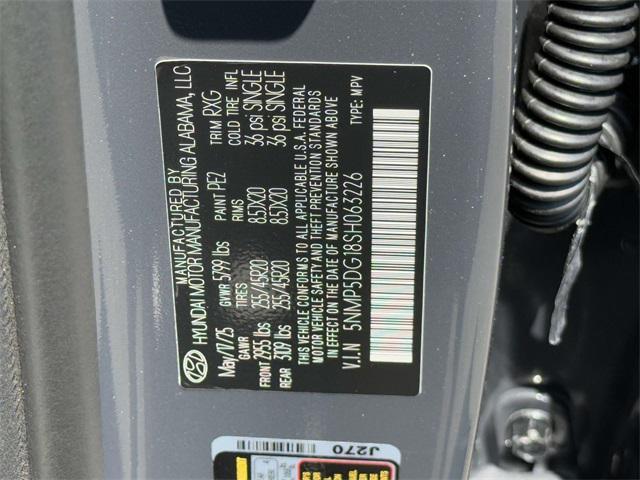 MANUFACTURED BY
HYUNDAI MOTOR MANUFACTURING ALABAMA, LLC
May/17/25 GVWR 5799 lbs PAINT PE2 TRIM RXG
GAWR TIRES RIMS COLD TIRE INFL
FRONT 2955 lbs 255/45R20 8.5JX20 36 psi SINGLE
REAR 3109 lbs 255/45R20 8.5JX20 36 psi SINGLE
THIS VEHICLE CONFORMS TO ALL APPLICABLE U.S.A. FEDERAL
MOTOR VEHICLE SAFETY AND THEFT PREVENTION STANDARDS
IN EFFECT ON THE DATE OF MANUFACTURE SHOWN ABOVE
V.I.N 5NMP5DG18SH063226 TYPE: MPV
J270